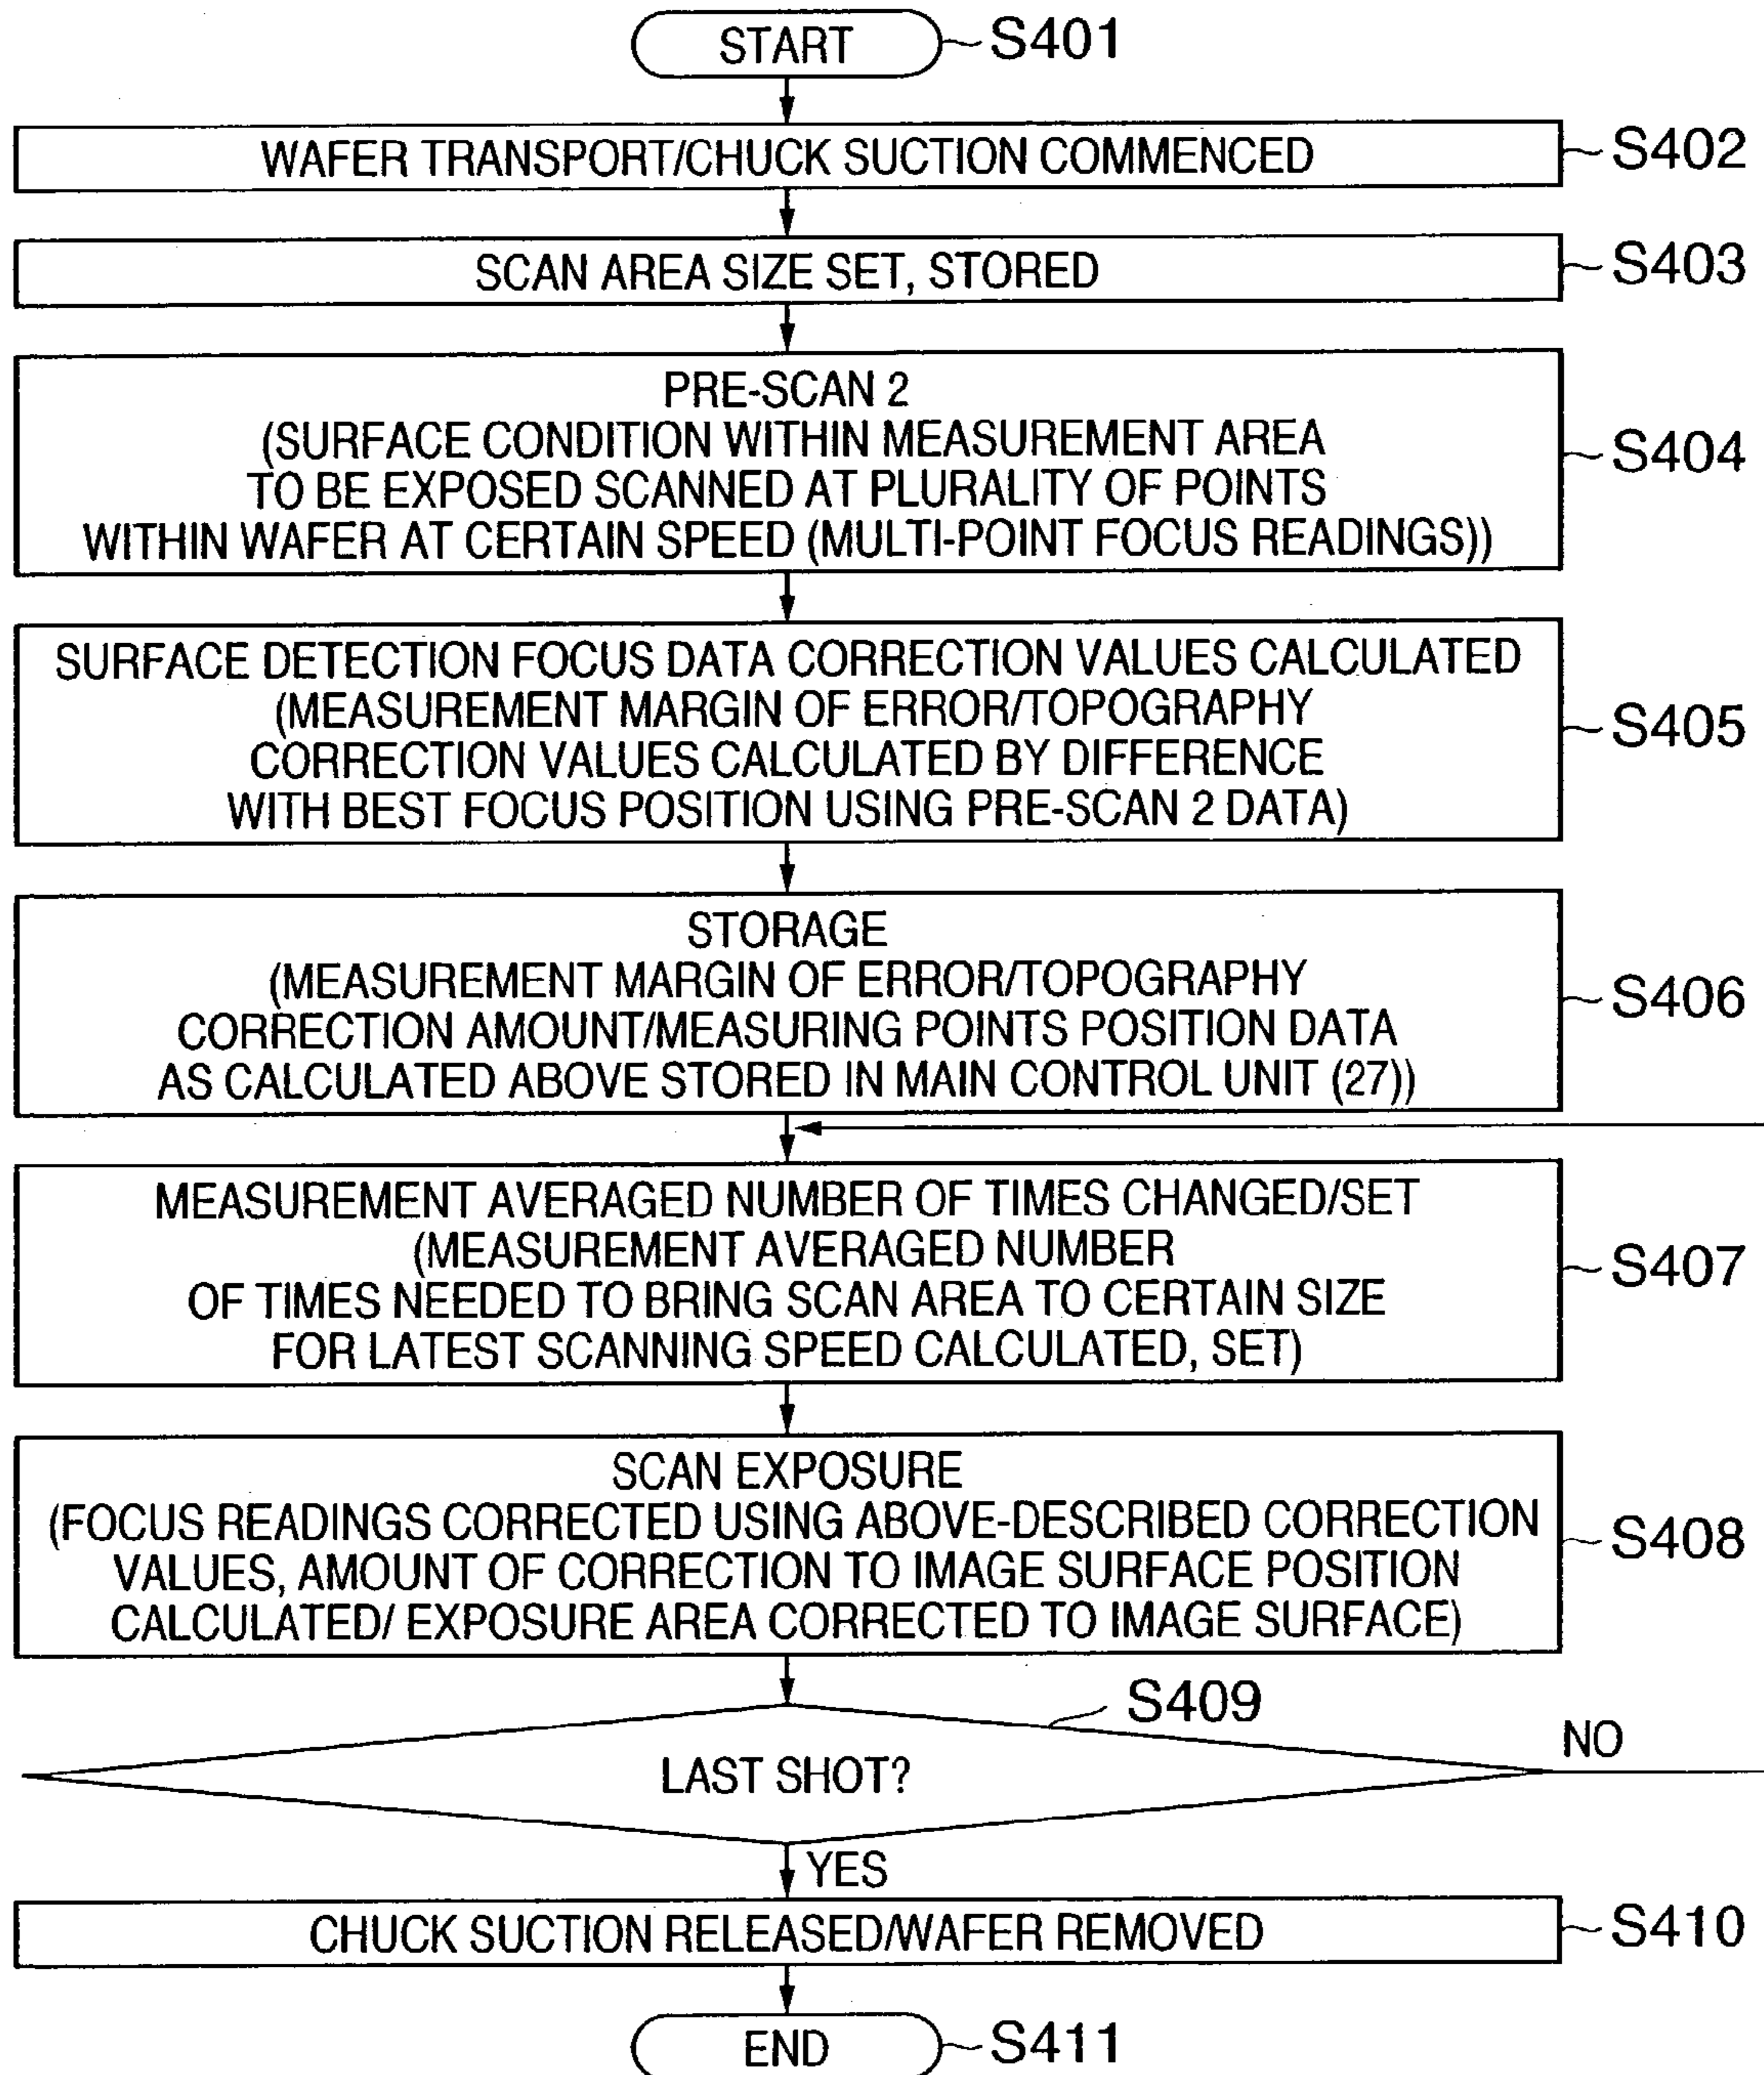 START
S401
WAFER TRANSPORT/CHUCK SUCTION COMMENCED
S402
SCAN AREA SIZE SET, STORED
S403
PRE-SCAN 2
(SURFACE CONDITION WITHIN MEASUREMENT AREA
TO BE EXPOSED SCANNED AT PLURALITY OF POINTS
WITHIN WAFER AT CERTAIN SPEED (MULTI-POINT FOCUS READINGS))
S404
SURFACE DETECTION FOCUS DATA CORRECTION VALUES CALCULATED
(MEASUREMENT MARGIN OF ERROR/TOPOGRAPHY
CORRECTION VALUES CALCULATED BY DIFFERENCE
WITH BEST FOCUS POSITION USING PRE-SCAN 2 DATA)
S405
STORAGE
(MEASUREMENT MARGIN OF ERROR/TOPOGRAPHY
CORRECTION AMOUNT/MEASURING POINTS POSITION DATA
AS CALCULATED ABOVE STORED IN MAIN CONTROL UNIT (27))
S406
MEASUREMENT AVERAGED NUMBER OF TIMES CHANGED/SET
(MEASUREMENT AVERAGED NUMBER
OF TIMES NEEDED TO BRING SCAN AREA TO CERTAIN SIZE
FOR LATEST SCANNING SPEED CALCULATED, SET)
S407
SCAN EXPOSURE
(FOCUS READINGS CORRECTED USING ABOVE-DESCRIBED CORRECTION
VALUES, AMOUNT OF CORRECTION TO IMAGE SURFACE POSITION
CALCULATED/ EXPOSURE AREA CORRECTED TO IMAGE SURFACE)
S408
S409
LAST SHOT?
NO
YES
CHUCK SUCTION RELEASED/WAFER REMOVED
S410
END
S411